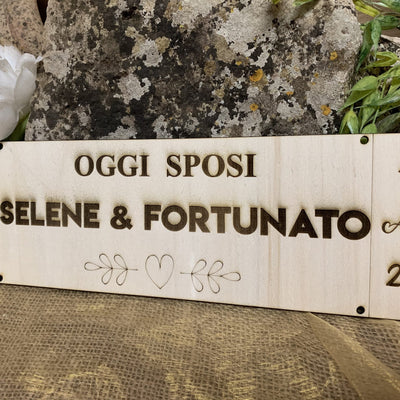 OGGI SPOSI
SELENE & FORTUNATO